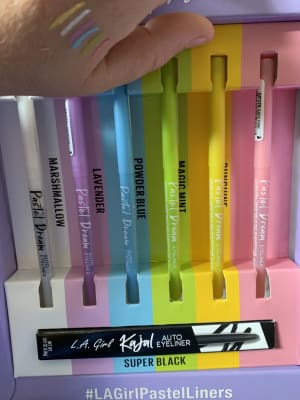 MARSHMALLOW
LAVENDER
POWDER BLUE
MAGIC MINT
SUNSHINE
Pastel Dream
Pastel Dream
Pastel Dream
Pastel Dream
Pastel Dream
Pastel Dream
L.A. Girl Kajal AUTO
EYELINER
SUPER BLACK
#LAGirlPastelLiners